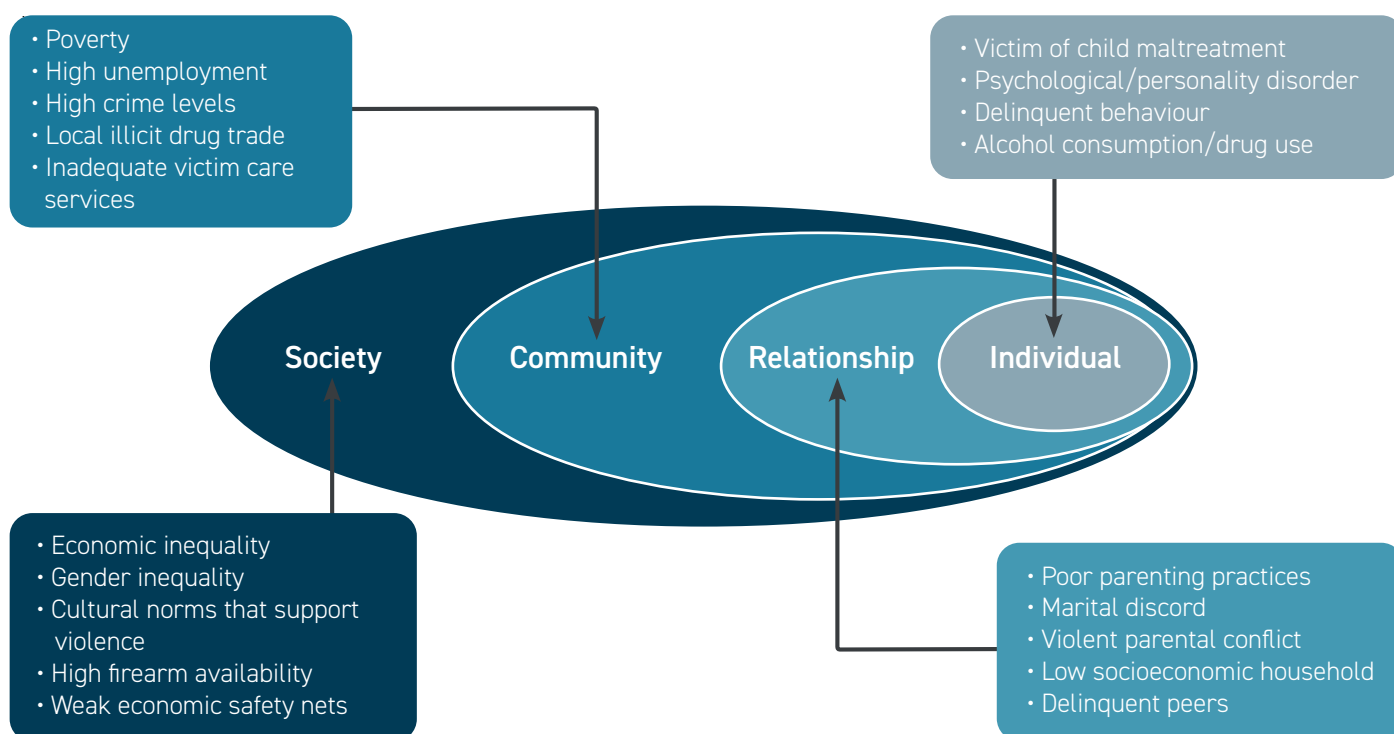 • Poverty
• High unemployment
• High crime levels
• Local illicit drug trade
• Inadequate victim care
services
• Victim of child maltreatment
• Psychological/personality disorder
• Delinquent behaviour
• Alcohol consumption/drug use
Society
Community
Relationship
Individual
• Economic inequality
• Gender inequality
• Cultural norms that support
violence
• High firearm availability
• Weak economic safety nets
• Poor parenting practices
• Marital discord
• Violent parental conflict
• Low socioeconomic household
• Delinquent peers